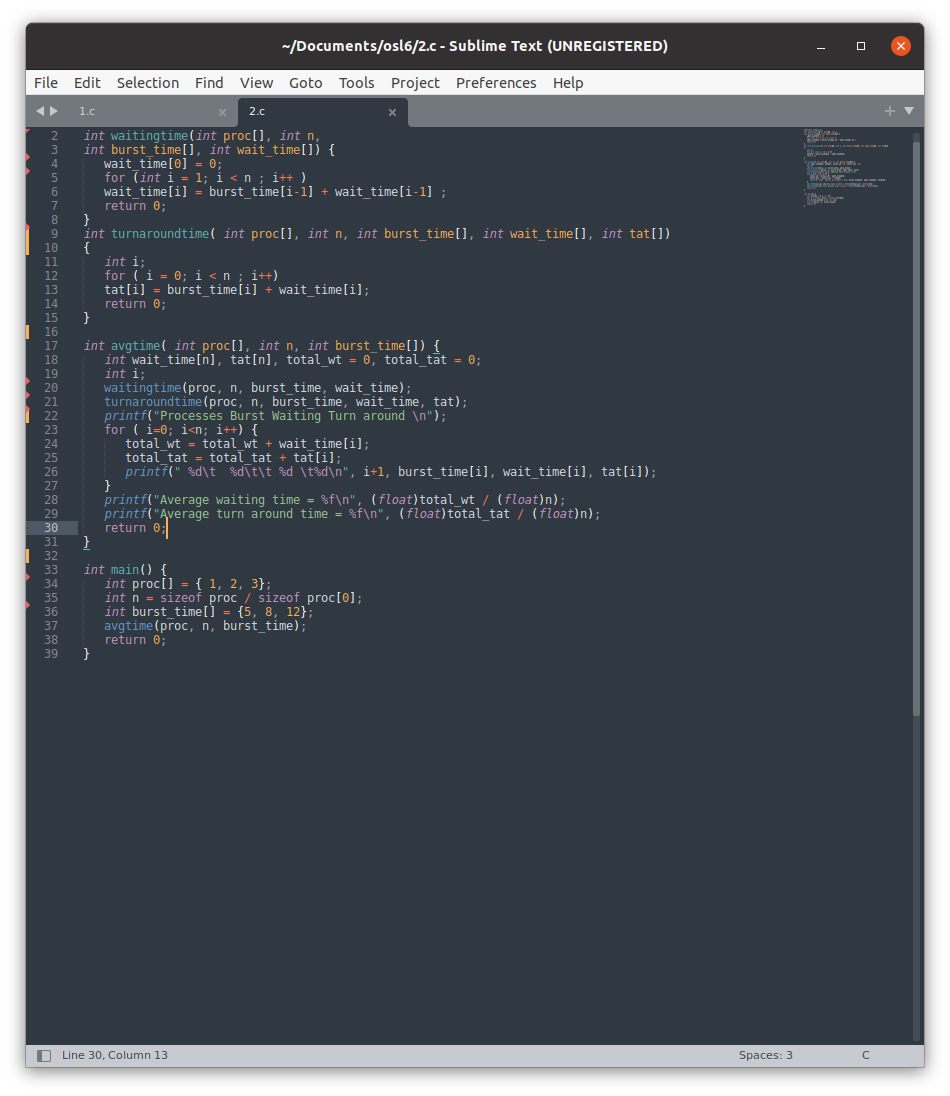 ~/Documents/osl6/2.c - Sublime Text (UNREGISTERED)
File Edit Selection Find View Goto Tools Project Preferences Help
1.c 2.c
2 int waitingtime(int proc[], int n,
3 int burst_time[], int wait_time[]) {
4 wait_time[0] = 0;
5 for (int i = 1; i < n ; i++ )
6 wait_time[i] = burst_time[i-1] + wait_time[i-1] ;
7 return 0;
8 }
9 int turnaroundtime( int proc[], int n, int burst_time[], int wait_time[], int tat[])
10 {
11 int i;
12 for ( i = 0; i < n ; i++)
13 tat[i] = burst_time[i] + wait_time[i];
14 return 0;
15 }
16
17 int avgtime( int proc[], int n, int burst_time[]) {
18 int wait_time[n], tat[n], total_wt = 0, total_tat = 0;
19 int i;
20 waitingtime(proc, n, burst_time, wait_time);
21 turnaroundtime(proc, n, burst_time, wait_time, tat);
22 printf("Processes Burst Waiting Turn around \n");
23 for ( i=0; i<n; i++) {
24 total_wt = total_wt + wait_time[i];
25 total_tat = total_tat + tat[i];
26 printf(" %d\t  %d\t\t %d \t%d\n", i+1, burst_time[i], wait_time[i], tat[i]);
27 }
28 printf("Average waiting time = %f\n", (float)total_wt / (float)n);
29 printf("Average turn around time = %f\n", (float)total_tat / (float)n);
30 return 0;
31 }
32
33 int main() {
34 int proc[] = { 1, 2, 3};
35 int n = sizeof proc / sizeof proc[0];
36 int burst_time[] = {5, 8, 12};
37 avgtime(proc, n, burst_time);
38 return 0;
39 }
Line 30, Column 13 Spaces: 3 C